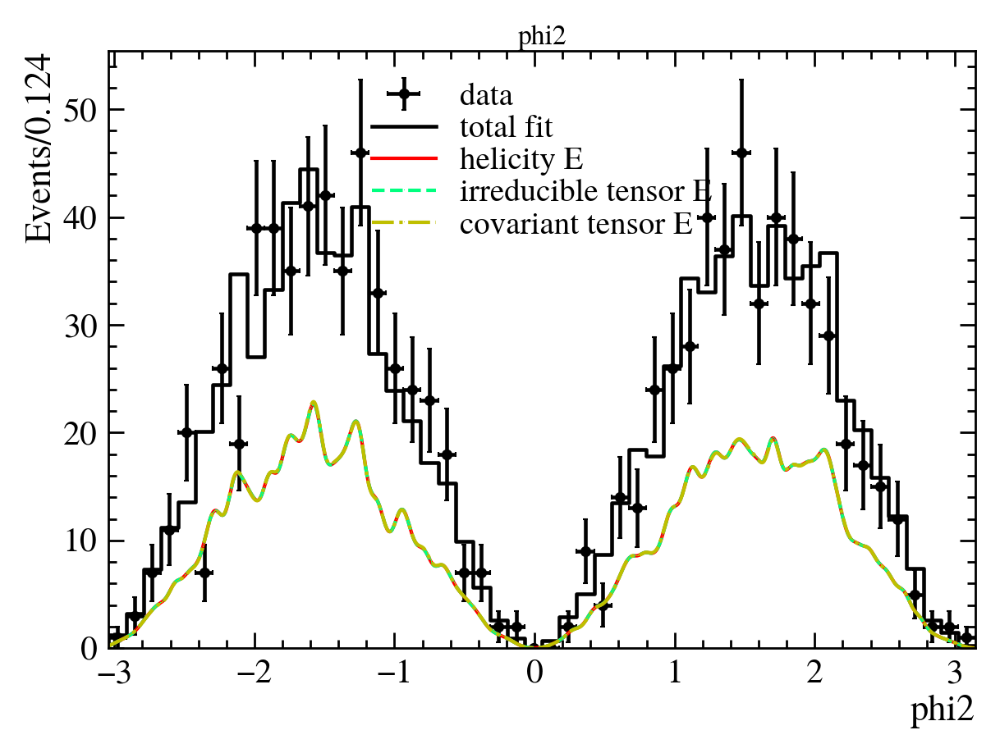 phi2
Events/0.124
50
40
30
20
10
0
data
total fit
helicity E
irreducible tensor E
covariant tensor E
−3 −2 −1 0 1 2 3
phi2